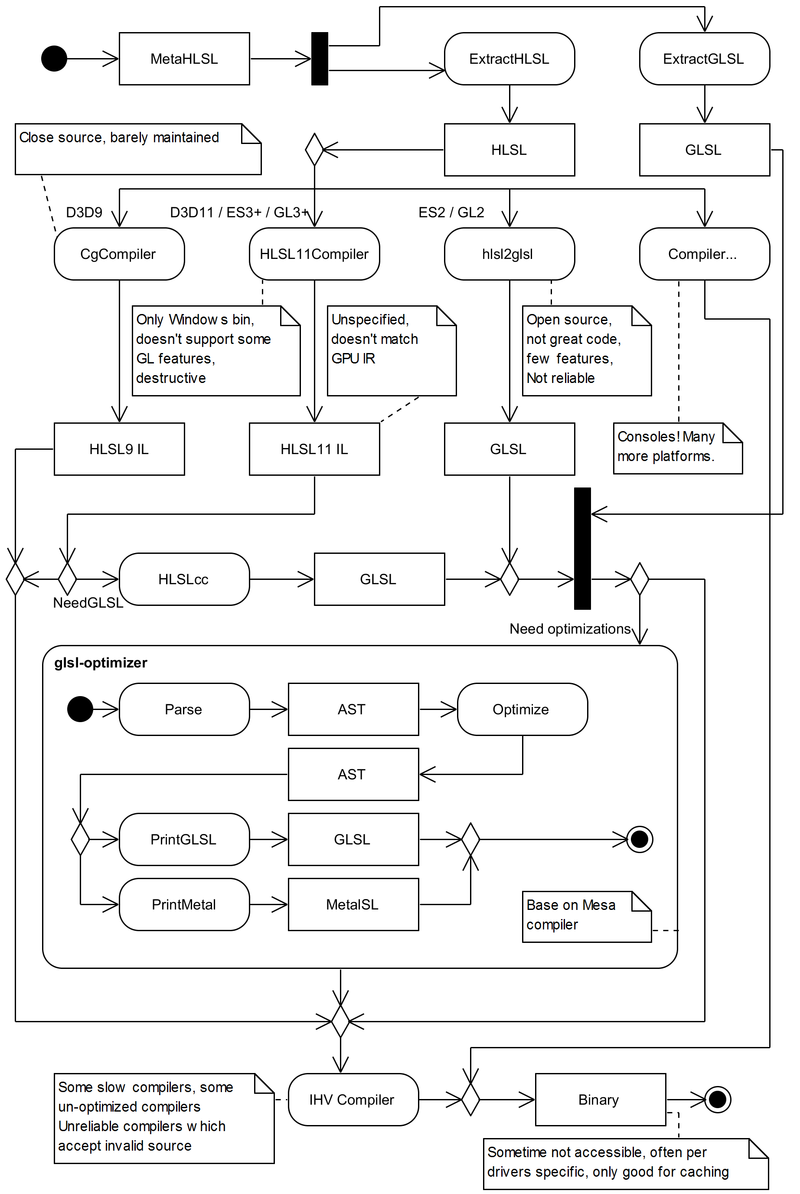 MetaHLSL
ExtractHLSL
ExtractGLSL
Close source, barely maintained
HLSL
GLSL
D3D9
D3D11 / ES3+ / GL3+
ES2 / GL2
CgCompiler
HLSL11Compiler
hlsl2glsl
Compiler...
Only Windows bin,
doesn't support some
GL features,
destructive
Unspecified,
doesn't match
GPU IR
Open source,
not great code,
few features,
Not reliable
Consoles! Many
more platforms.
HLSL9 IL
HLSL11 IL
GLSL
HLSLcc
GLSL
NeedGLSL
Need optimizations
glsl-optimizer
Parse
AST
Optimize
AST
PrintGLSL
GLSL
PrintMetal
MetalSL
Base on Mesa
compiler
Some slow compilers, some
un-optimized compilers
Unreliable compilers which
accept invalid source
IHV Compiler
Binary
Sometime not accessible, often per
drivers specific, only good for caching